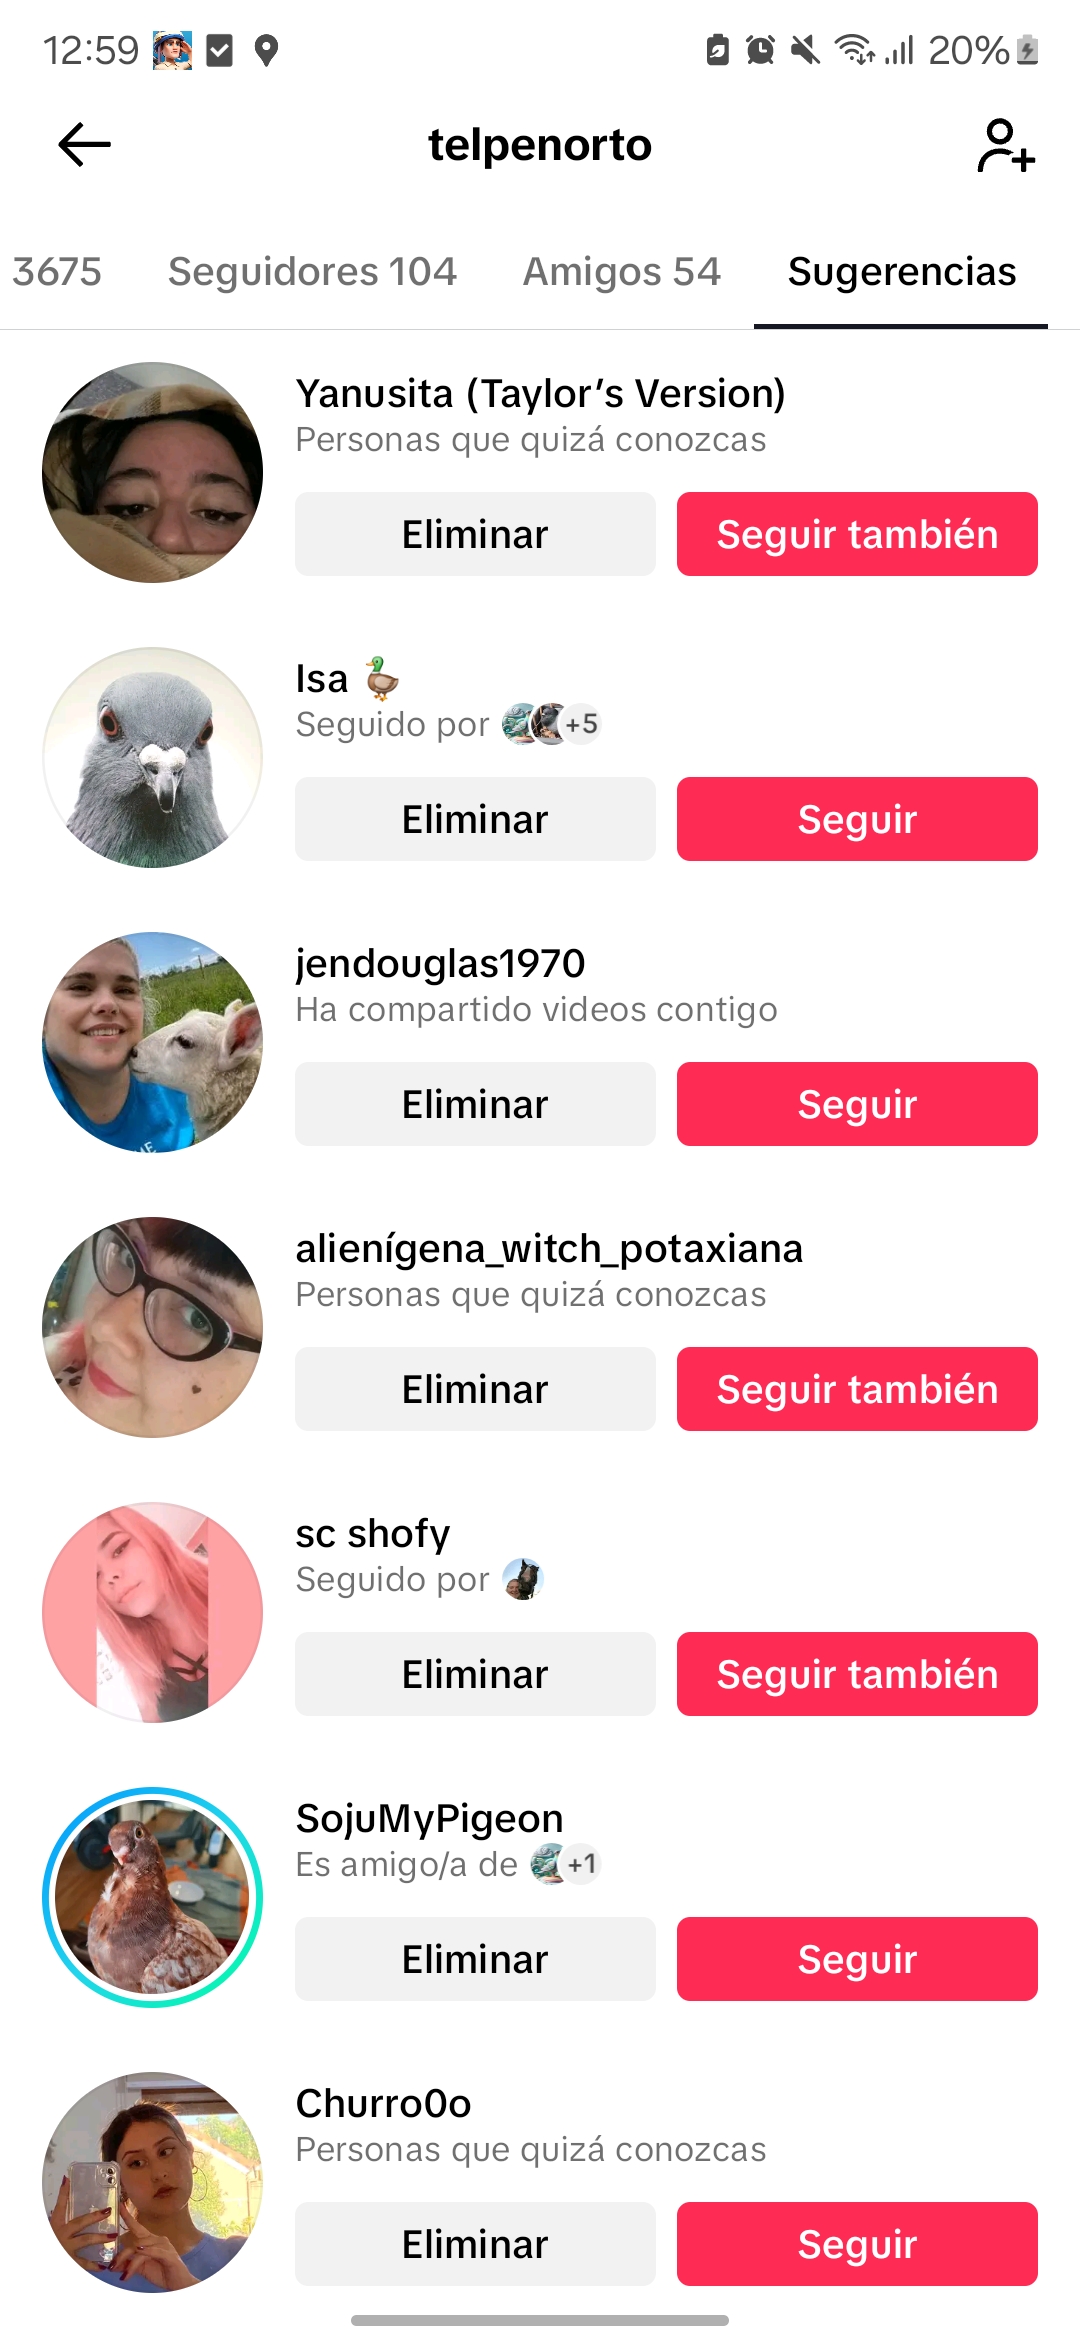 12:59
20%
telpenorto
3675 Seguidores 104 Amigos 54 Sugerencias
Yanusita (Taylor's Version)
Personas que quizá conozcas
Eliminar Seguir también
Isa 🦆
Seguido por +5
Eliminar Seguir
jendouglas1970
Ha compartido videos contigo
Eliminar Seguir
alienígena_witch_potaxiana
Personas que quizá conozcas
Eliminar Seguir también
sc shofy
Seguido por
Eliminar Seguir también
SojuMyPigeon
Es amigo/a de +1
Eliminar Seguir
Churro0o
Personas que quizá conozcas
Eliminar Seguir